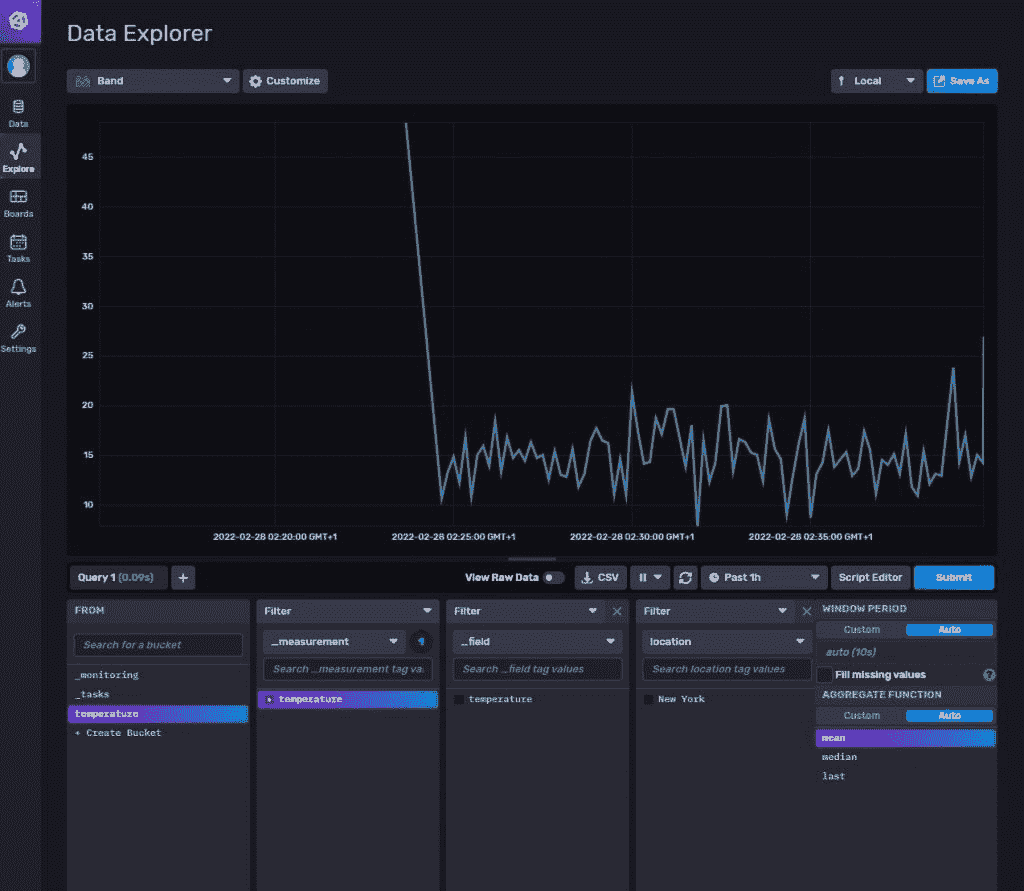 Data Explorer
Band
Customize
Local
Save As
Data
Explore
Boards
Tasks
Alerts
Settings
45
40
35
30
25
20
15
10
2022-02-28 02:20:00 GMT+1
2022-02-28 02:25:00 GMT+1
2022-02-28 02:30:00 GMT+1
2022-02-28 02:35:00 GMT+1
Query 1 (0.09s)
+
View Raw Data
CSV
Past 1h
Script Editor
Submit
FROM
Search for a bucket
_monitoring
_tasks
temperature
+ Create Bucket
Filter
_measurement
1
Search _measurement tag va
temperature
Filter
_field
Search _field tag values
temperature
Filter
location
Search location tag values
New York
WINDOW PERIOD
Custom
Auto
auto (10s)
Fill missing values
?
AGGREGATE FUNCTION
Custom
Auto
mean
median
last